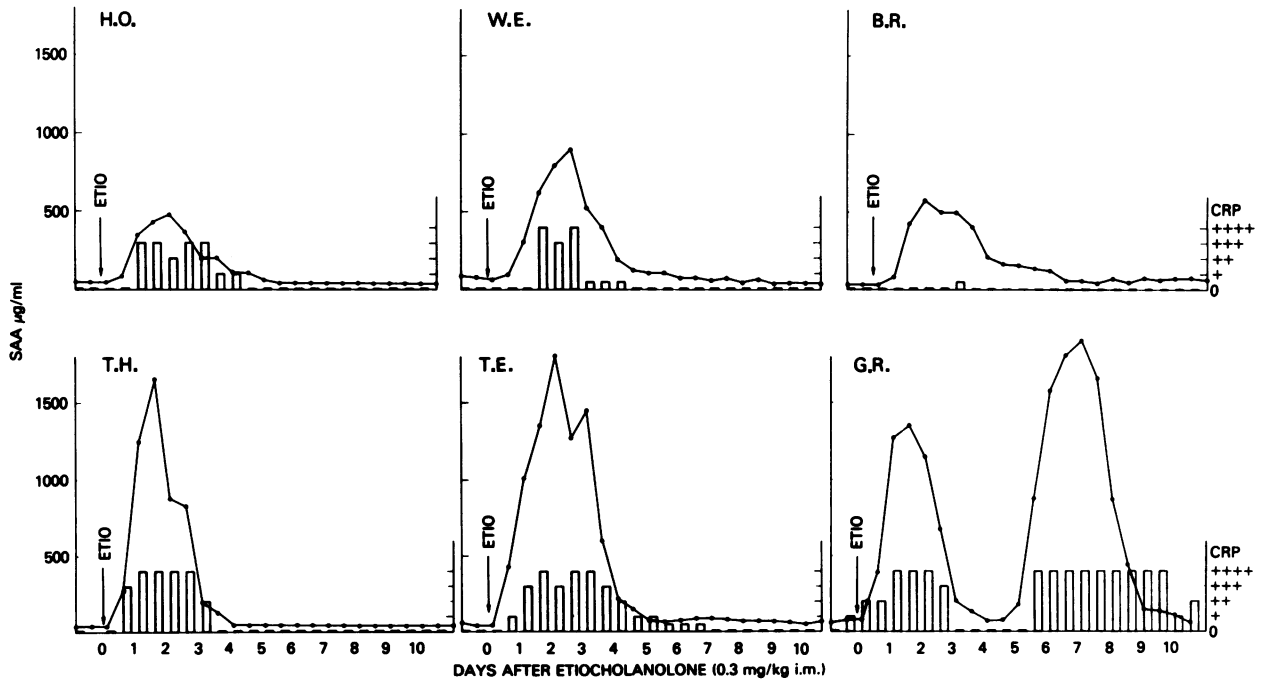 H.O.
W.E.
B.R.
1500
1000
500
ETIO
ETIO
ETIO
CRP
++++
+++
++
+
0
SAA µg/ml
T.H.
T.E.
G.R.
1500
1000
500
ETIO
ETIO
ETIO
CRP
++++
+++
++
+
0
0 1 2 3 4 5 6 7 8 9 10
0 1 2 3 4 5 6 7 8 9 10
0 1 2 3 4 5 6 7 8 9 10
DAYS AFTER ETIOCHOLANOLONE (0.3 mg/kg i.m.)